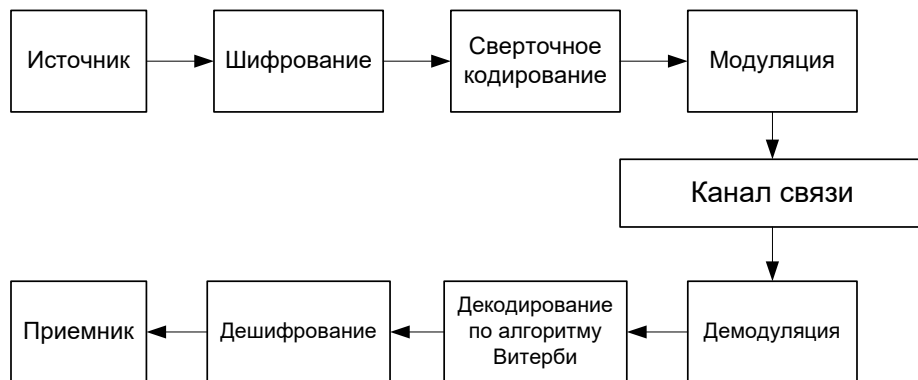 Источник
Шифрование
Сверточное
кодирование
Модуляция
Канал связи
Приемник
Дешифрование
Декодирование
по алгоритму
Витерби
Демодуляция